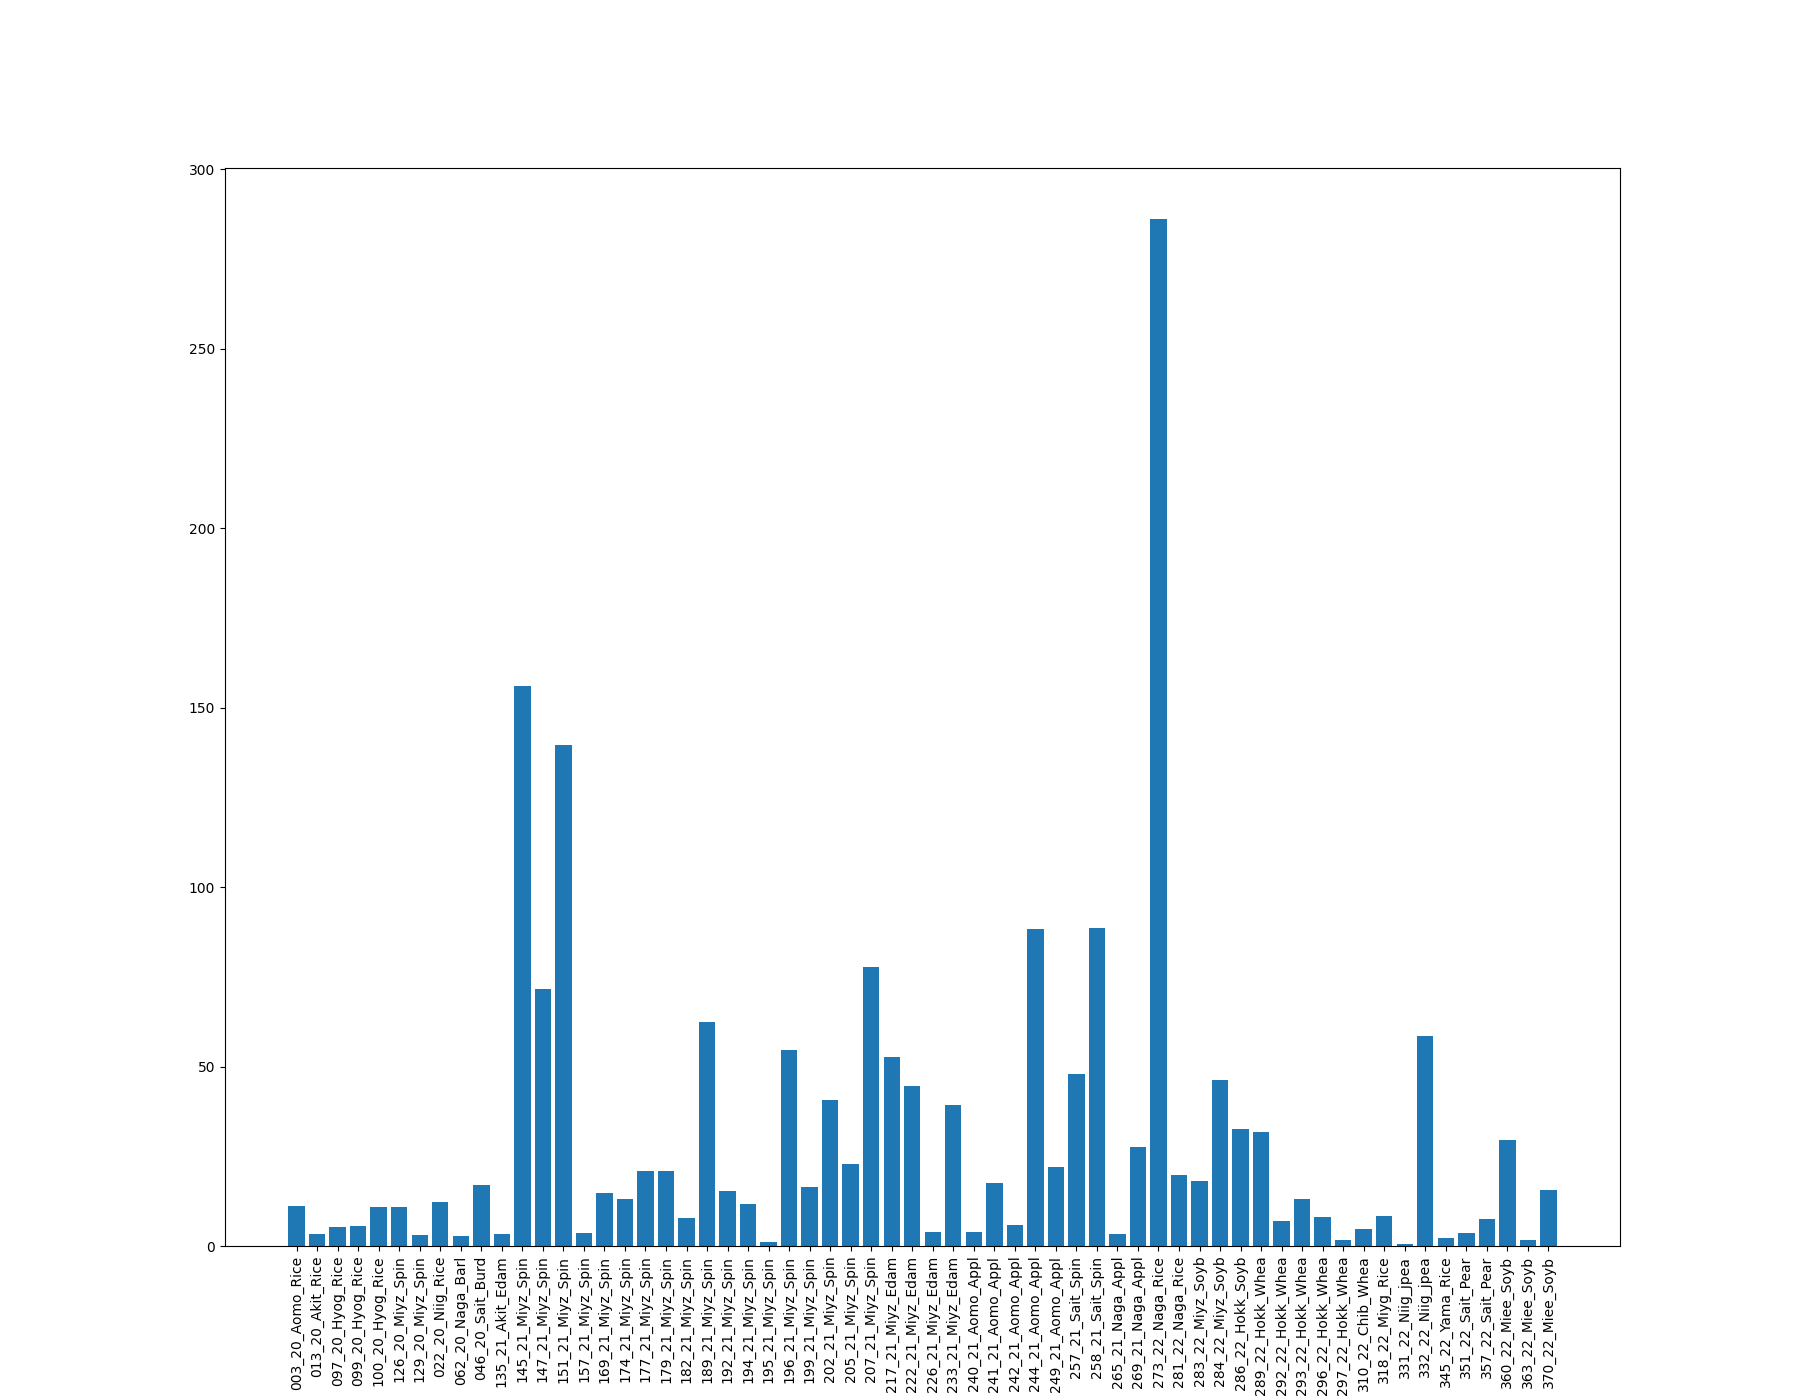 300
250
200
150
100
50
0
003_20_Aomo_Rice
013_20_Akit_Rice
097_20_Hyog_Rice
099_20_Hyog_Rice
100_20_Hyog_Rice
126_20_Miyz_Spin
129_20_Miyz_Spin
022_20_Niig_Rice
062_20_Naga_Barl
046_20_Sait_Burd
135_21_Akit_Edam
145_21_Miyz_Spin
147_21_Miyz_Spin
151_21_Miyz_Spin
157_21_Miyz_Spin
169_21_Miyz_Spin
174_21_Miyz_Spin
177_21_Miyz_Spin
179_21_Miyz_Spin
182_21_Miyz_Spin
189_21_Miyz_Spin
192_21_Miyz_Spin
194_21_Miyz_Spin
195_21_Miyz_Spin
196_21_Miyz_Spin
199_21_Miyz_Spin
202_21_Miyz_Spin
205_21_Miyz_Spin
207_21_Miyz_Spin
217_21_Miyz_Edam
222_21_Miyz_Edam
226_21_Miyz_Edam
233_21_Miyz_Edam
240_21_Aomo_Appl
241_21_Aomo_Appl
242_21_Aomo_Appl
244_21_Aomo_Appl
249_21_Aomo_Appl
257_21_Sait_Spin
258_21_Sait_Spin
265_21_Naga_Appl
269_21_Naga_Appl
273_22_Naga_Rice
281_22_Naga_Rice
283_22_Miyz_Soyb
284_22_Miyz_Soyb
286_22_Hokk_Soyb
289_22_Hokk_Whea
292_22_Hokk_Whea
293_22_Hokk_Whea
296_22_Hokk_Whea
297_22_Hokk_Whea
310_22_Chib_Whea
318_22_Miyg_Rice
331_22_Niig_jpea
332_22_Niig_jpea
345_22_Yama_Rice
351_22_Sait_Pear
357_22_Sait_Pear
360_22_Miee_Soyb
363_22_Miee_Soyb
370_22_Miee_Soyb